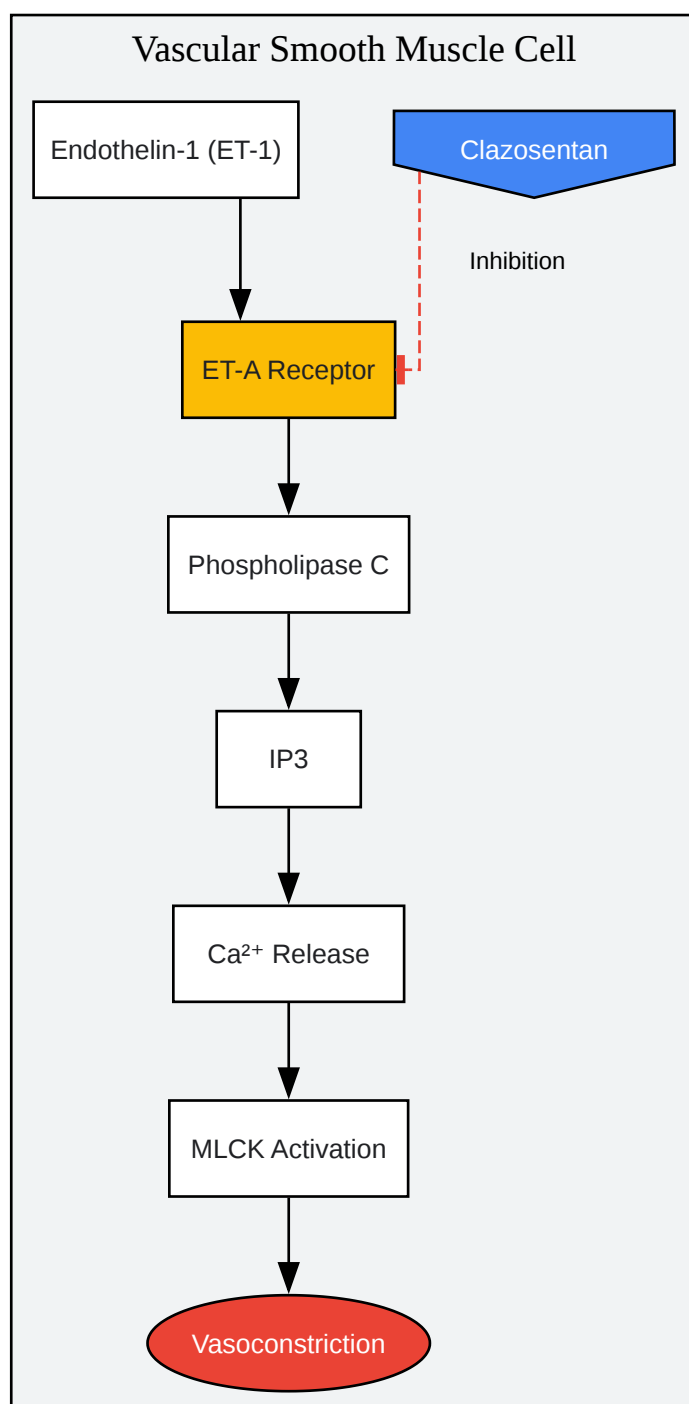 Vascular Smooth Muscle Cell
Endothelin-1 (ET-1)
Clazosentan
Inhibition
ET-A Receptor
Phospholipase C
IP3
Ca²⁺ Release
MLCK Activation
Vasoconstriction